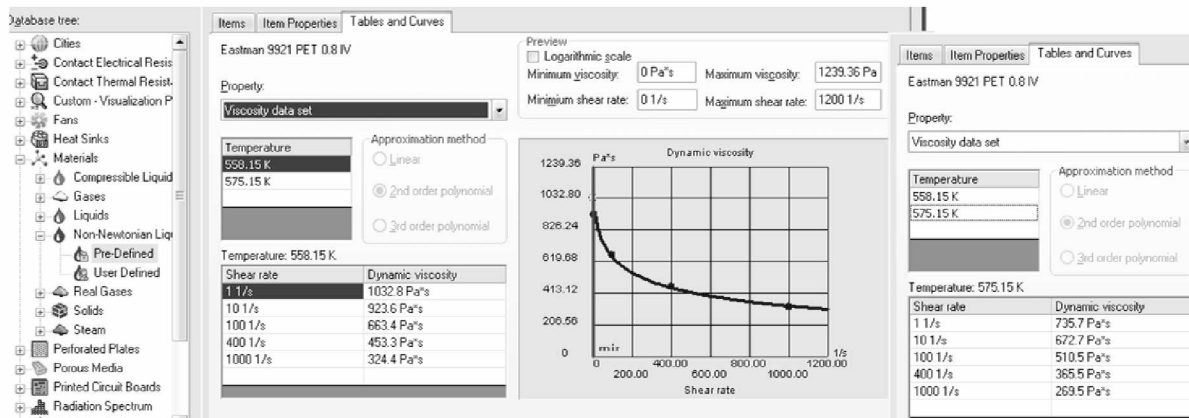 Database tree:
Cities
Contact Electrical Resis
Contact Thermal Resist
Custom - Visualization P
Fans
Heat Sinks
Materials
Compressible Liquid
Gases
Liquids
Non-Newtonian Liq
Pre-Defined
User Defined
Real Gases
Solids
Steam
Perforated Plates
Porous Media
Printed Circuit Boards
Radiation Spectrum
Items Item Properties Tables and Curves
Eastman 9921 PET 0.8 IV
Property:
Viscosity data set
Temperature
558.15 K
575.15 K
Approximation method
Linear
2nd order polynomial
3rd order polynomial
Temperature: 558.15 K
Shear rate Dynamic viscosity
1 1/s 1032.8 Pa*s
10 1/s 923.6 Pa*s
100 1/s 663.4 Pa*s
400 1/s 453.3 Pa*s
1000 1/s 324.4 Pa*s
Preview
Logarithmic scale
Minimum viscosity: 0 Pa*s Maximum viscosity: 1239.36 Pa
Minimium shear rate: 0 1/s Maximum shear rate: 1200 1/s
Dynamic viscosity
Pa*s
1239.36
1032.80
826.24
619.68
413.12
206.56
0
min
0 200.00 400.00 600.00 800.00 1000.00 1200.00
1/s
Shear rate
Items Item Properties Tables and Curves
Eastman 9921 PET 0.8 IV
Property:
Viscosity data set
Temperature
558.15 K
575.15 K
Approximation method
Linear
2nd order polynomial
3rd order polynomial
Temperature: 575.15 K
Shear rate Dynamic viscosity
1 1/s 735.7 Pa*s
10 1/s 672.7 Pa*s
100 1/s 510.5 Pa*s
400 1/s 365.5 Pa*s
1000 1/s 269.5 Pa*s